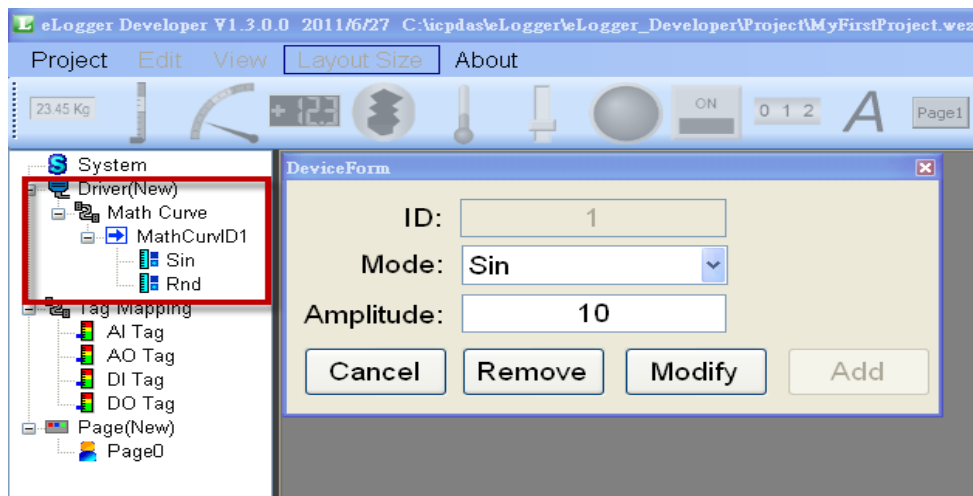 eLogger Developer V1.3.0.0 2011/6/27 C:\icpdas\eLogger\eLogger_Developer\Project\MyFirstProject.wez
Project Edit View Layout Size About
23.45 Kg +12.3 ON 0 1 2 A Page1
System
Driver(New)
Math Curve
MathCurvID1
Sin
Rnd
Tag Mapping
AI Tag
AO Tag
DI Tag
DO Tag
Page(New)
Page0
DeviceForm
ID: 1
Mode: Sin
Amplitude: 10
Cancel Remove Modify Add